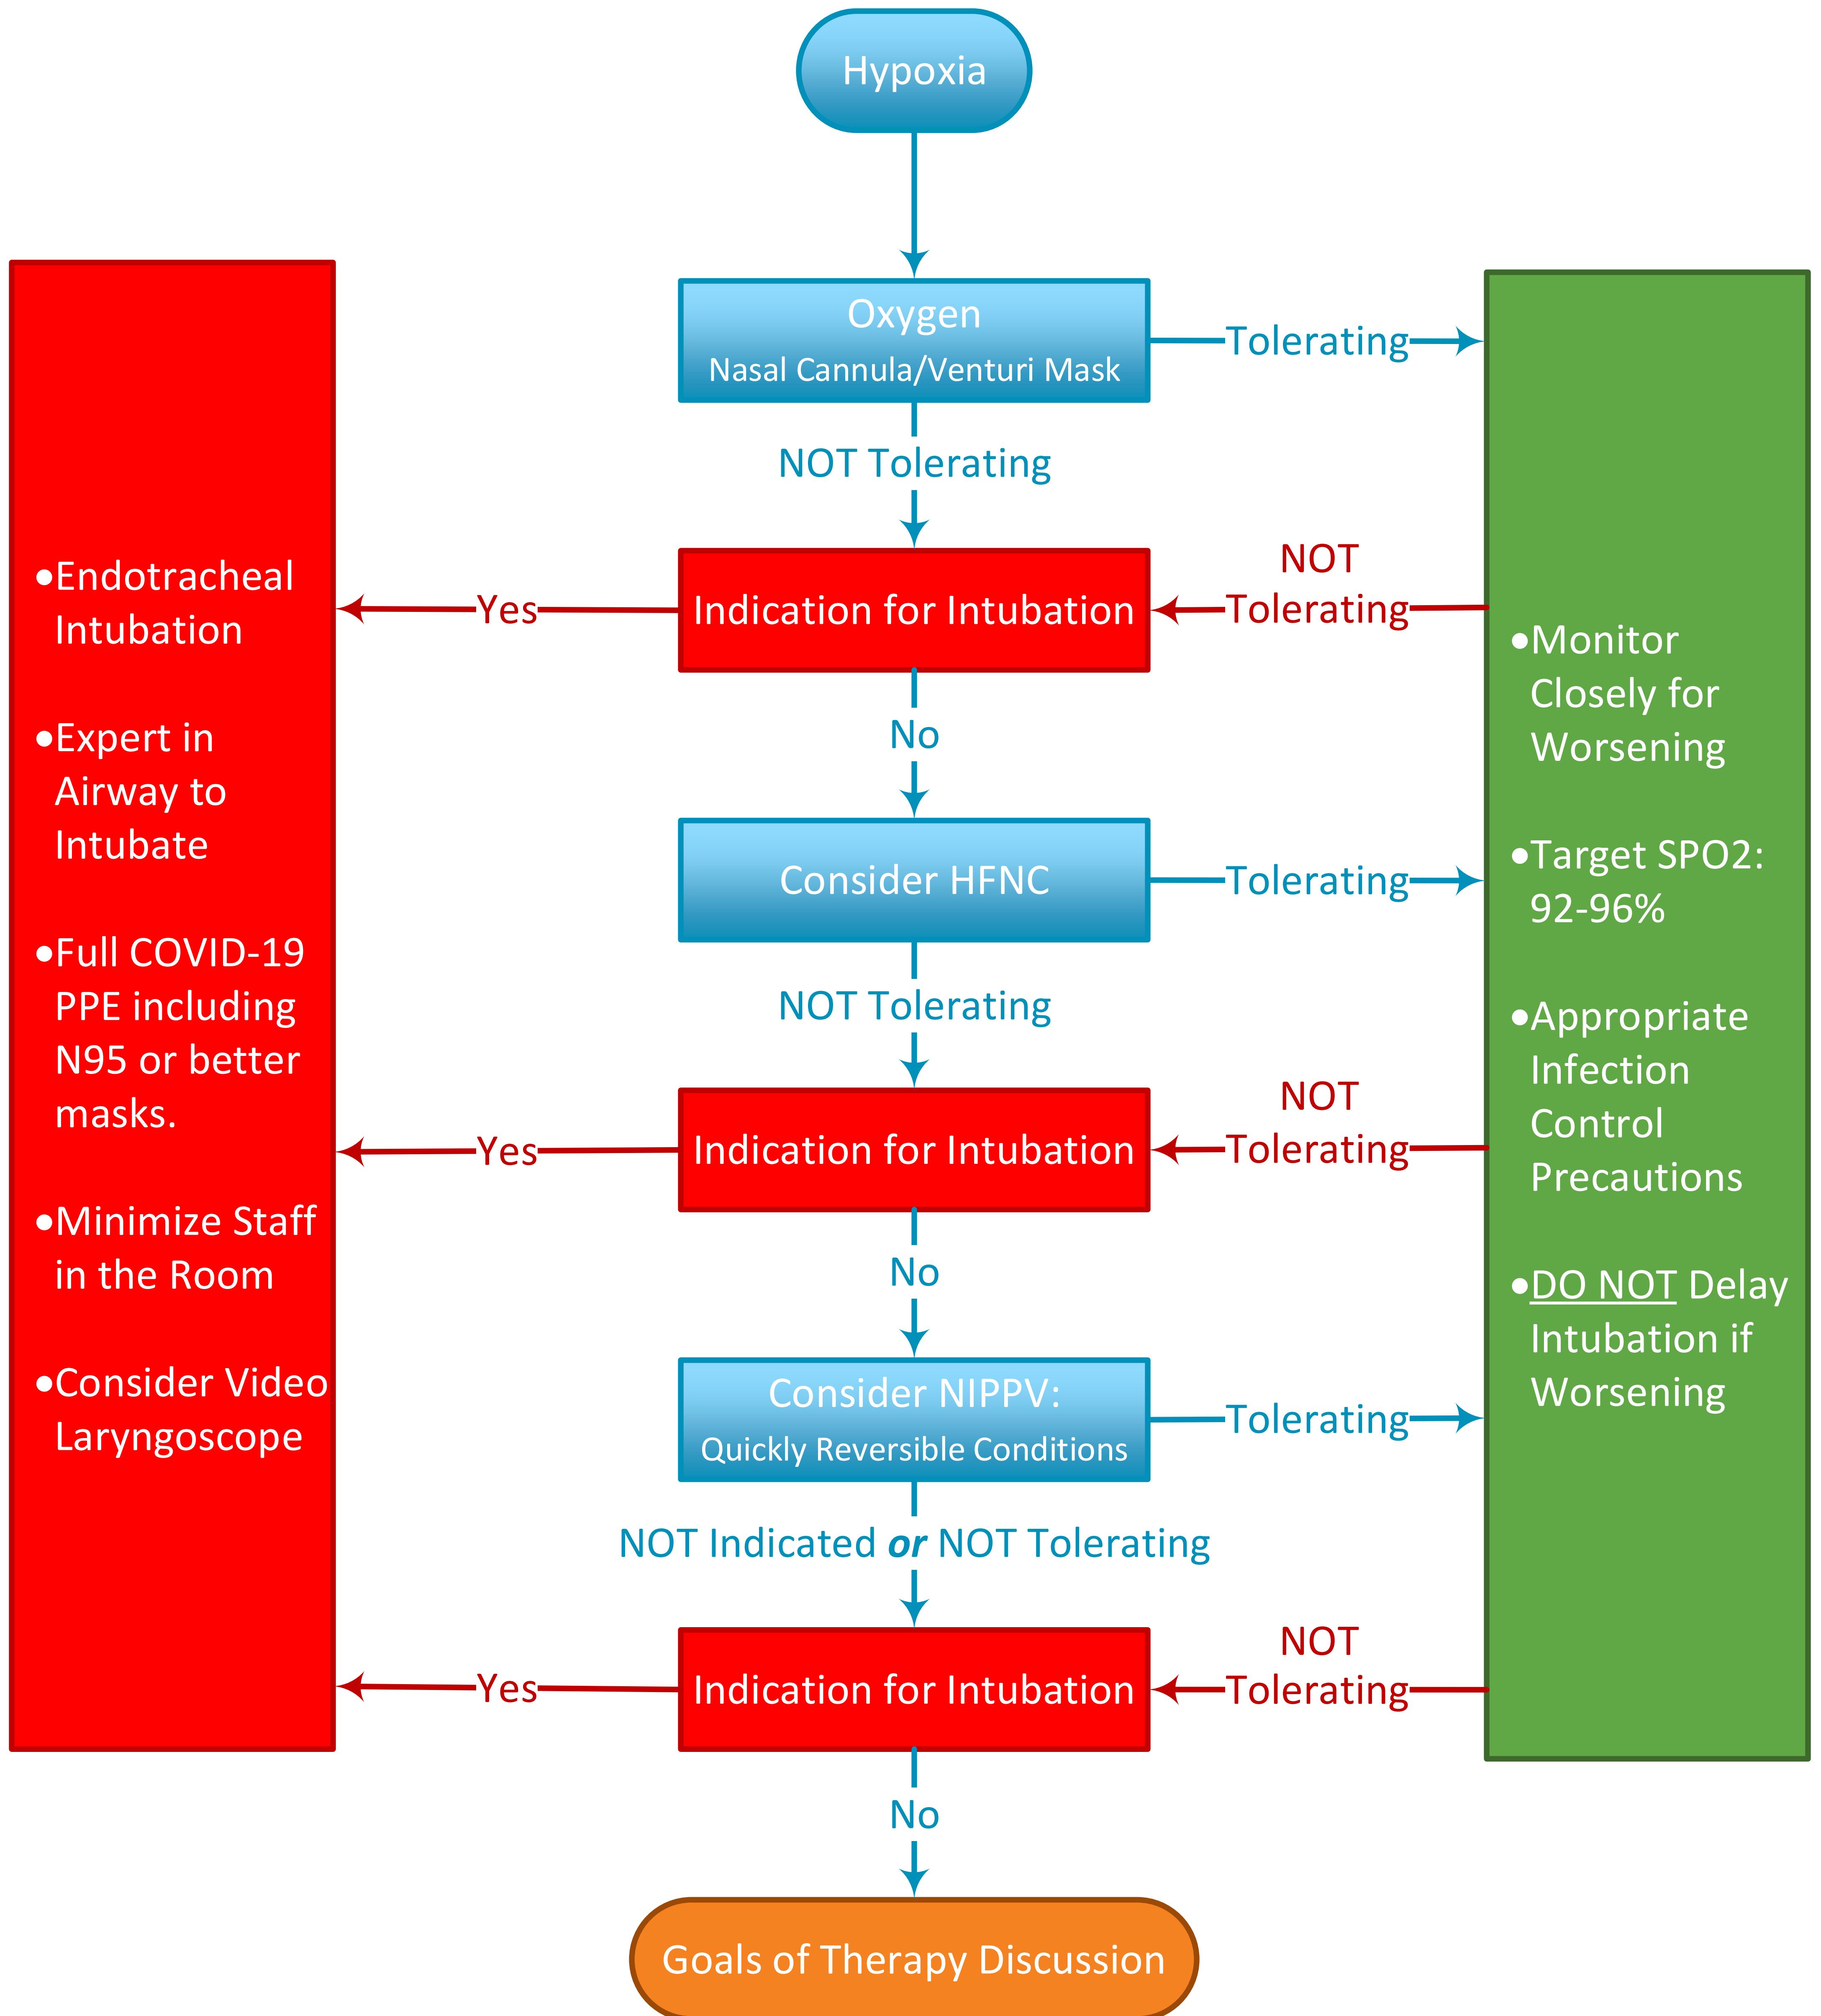 Hypoxia
Oxygen
Nasal Cannula/Venturi Mask
Tolerating
NOT Tolerating
Indication for Intubation
Yes
NOT
Tolerating
No
Consider HFNC
Tolerating
NOT Tolerating
Indication for Intubation
Yes
NOT
Tolerating
No
Consider NIPPV:
Quickly Reversible Conditions
Tolerating
NOT Indicated or NOT Tolerating
Indication for Intubation
Yes
NOT
Tolerating
No
Goals of Therapy Discussion
•Endotracheal
Intubation
•Expert in
Airway to
Intubate
•Full COVID-19
PPE including
N95 or better
masks.
•Minimize Staff
in the Room
•Consider Video
Laryngoscope
•Monitor
Closely for
Worsening
•Target SPO2:
92-96%
•Appropriate
Infection
Control
Precautions
•DO NOT Delay
Intubation if
Worsening